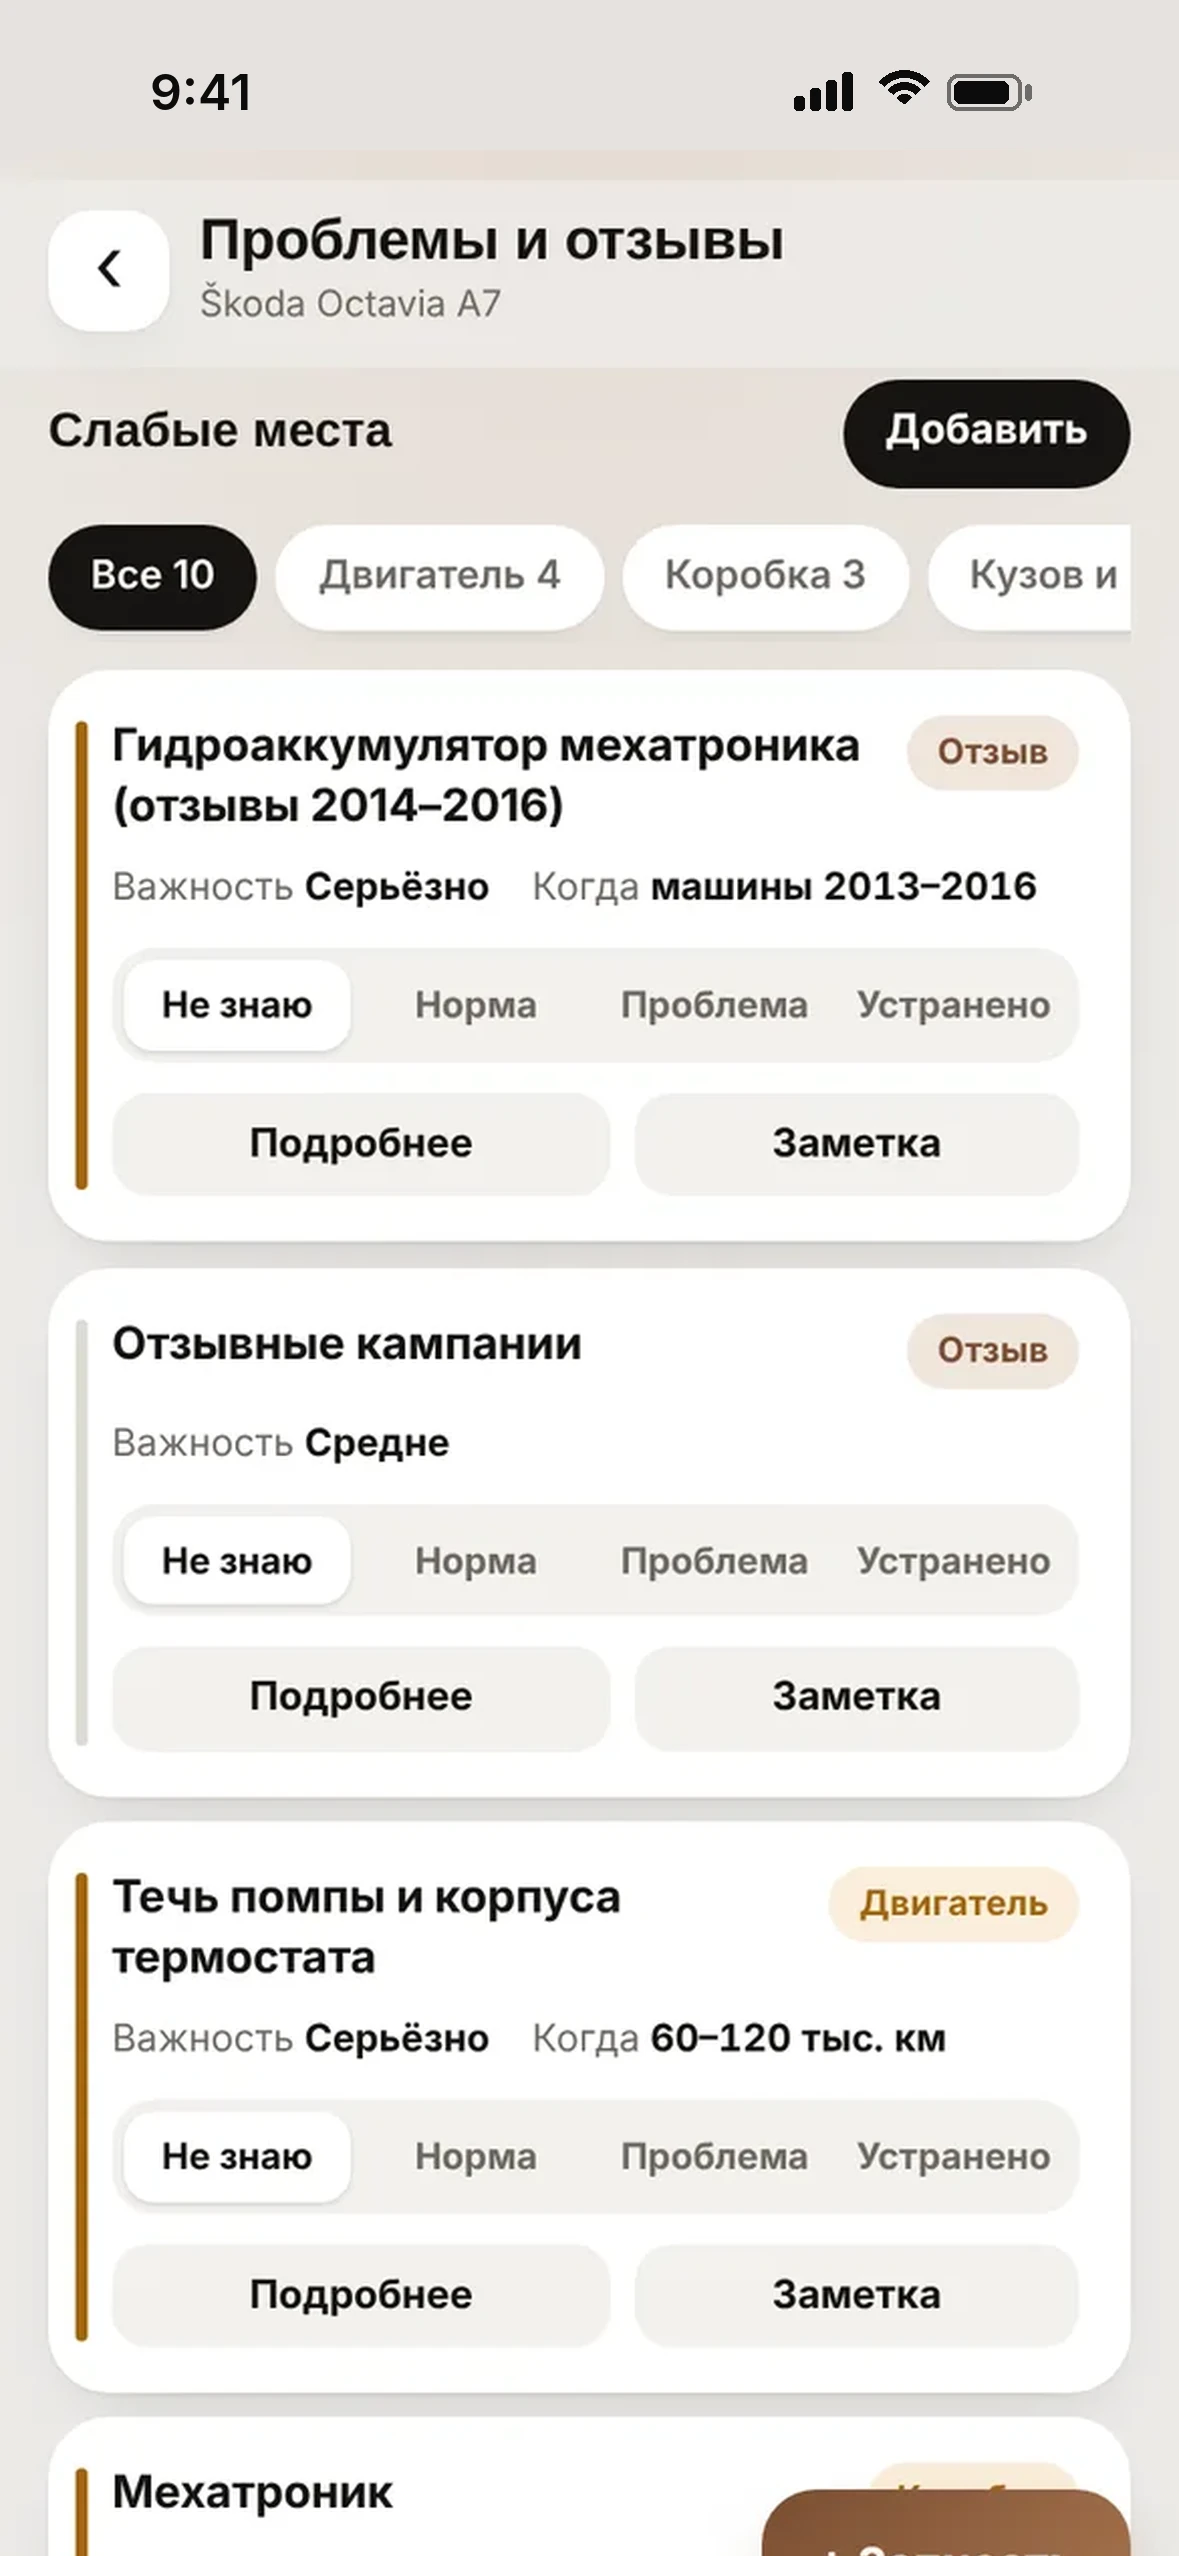 9:41
Проблемы и отзывы
Škoda Octavia A7
Слабые места
Добавить
Все 10
Двигатель 4
Коробка 3
Кузов и
Гидроаккумулятор мехатроника
(отзывы 2014–2016)
Отзыв
Важность Серьёзно Когда машины 2013–2016
Не знаю Норма Проблема Устранено
Подробнее Заметка
Отзывные кампании
Отзыв
Важность Средне
Не знаю Норма Проблема Устранено
Подробнее Заметка
Течь помпы и корпуса
термостата
Двигатель
Важность Серьёзно Когда 60–120 тыс. км
Не знаю Норма Проблема Устранено
Подробнее Заметка
Мехатроник